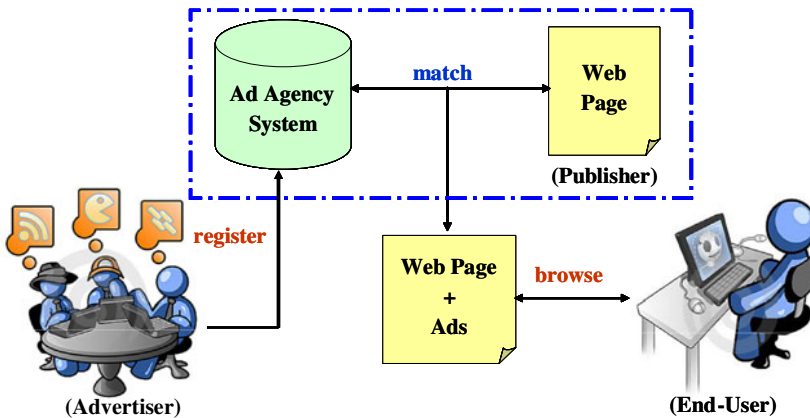 Ad Agency
System
match
Web
Page
(Publisher)
register
Web Page
+
Ads
browse
(Advertiser)
(End-User)